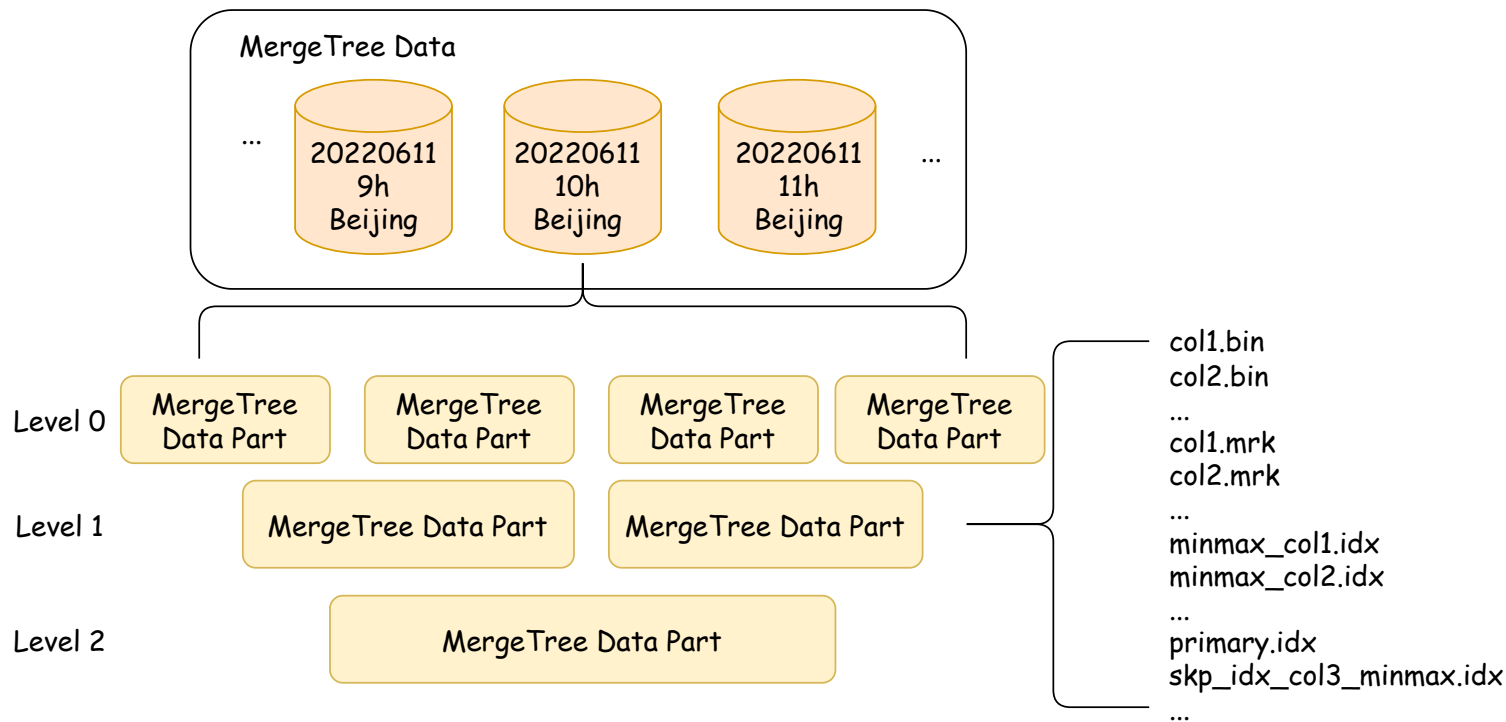 MergeTree Data
...
20220611
9h
Beijing
20220611
10h
Beijing
20220611
11h
Beijing
...
Level 0
MergeTree
Data Part
MergeTree
Data Part
MergeTree
Data Part
MergeTree
Data Part
Level 1
MergeTree Data Part
MergeTree Data Part
Level 2
MergeTree Data Part
col1.bin
col2.bin
...
col1.mrk
col2.mrk
...
minmax_col1.idx
minmax_col2.idx
...
primary.idx
skp_idx_col3_minmax.idx
...